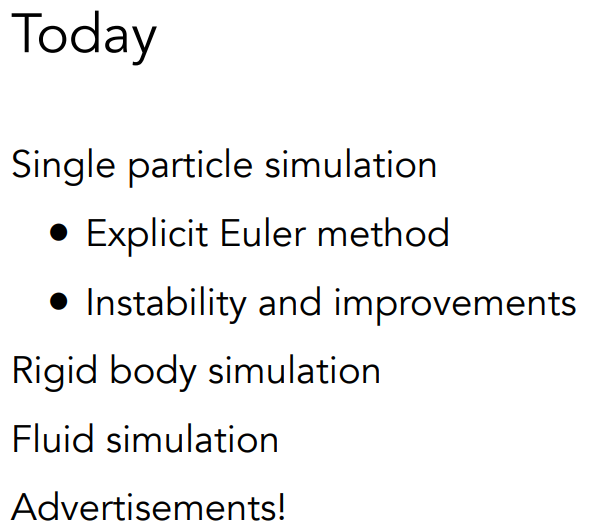 Today
Single particle simulation
• Explicit Euler method
• Instability and improvements
Rigid body simulation
Fluid simulation
Advertisements!